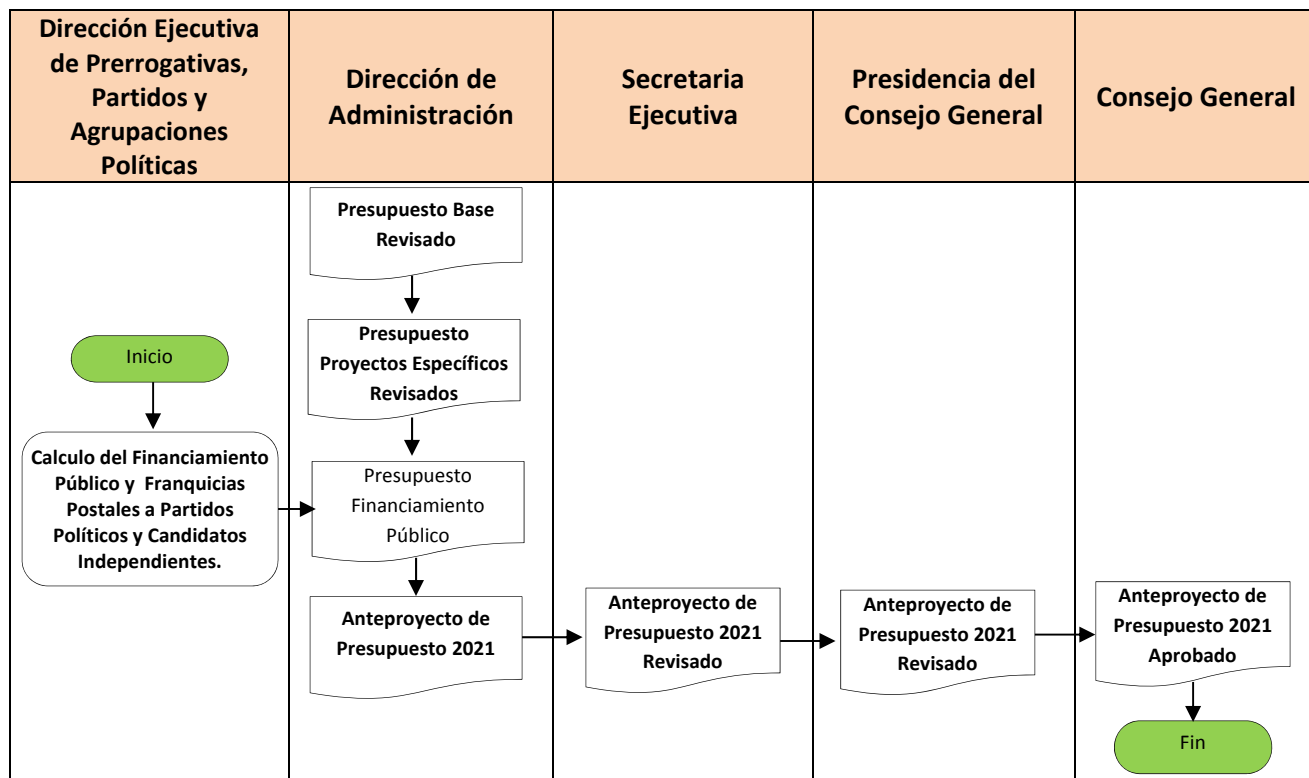 Dirección Ejecutiva
de Prerrogativas,
Partidos y
Agrupaciones
Políticas
Dirección de
Administración
Secretaria
Ejecutiva
Presidencia del
Consejo General
Consejo General
Inicio
Calculo del Financiamiento
Público y Franquicias
Postales a Partidos
Políticos y Candidatos
Independientes.
Presupuesto Base
Revisado
Presupuesto
Proyectos Específicos
Revisados
Presupuesto
Financiamiento
Público
Anteproyecto de
Presupuesto 2021
Anteproyecto de
Presupuesto 2021
Revisado
Anteproyecto de
Presupuesto 2021
Revisado
Anteproyecto de
Presupuesto 2021
Aprobado
Fin